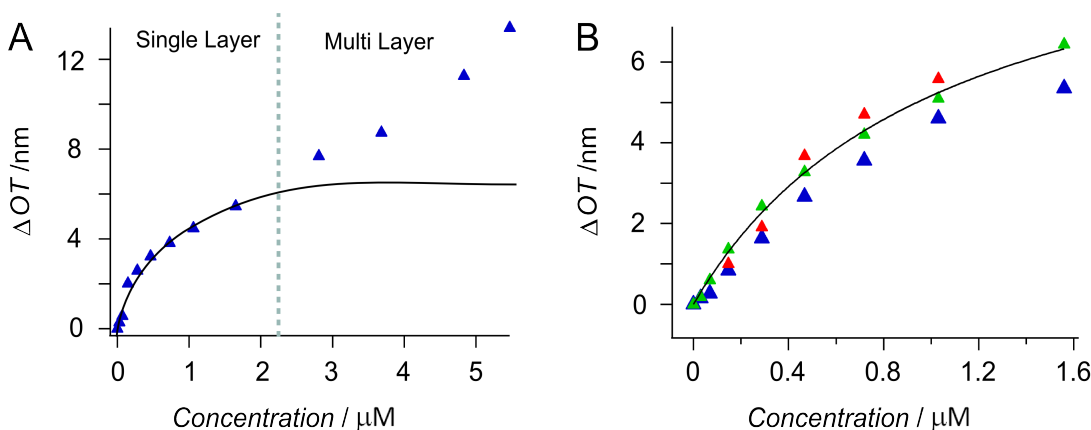 A
Single Layer
Multi Layer
12
8
4
0
ΔOT /nm
0 1 2 3 4 5
Concentration / μM
B
6
4
2
0
ΔOT /nm
0 0.4 0.8 1.2 1.6
Concentration / μM